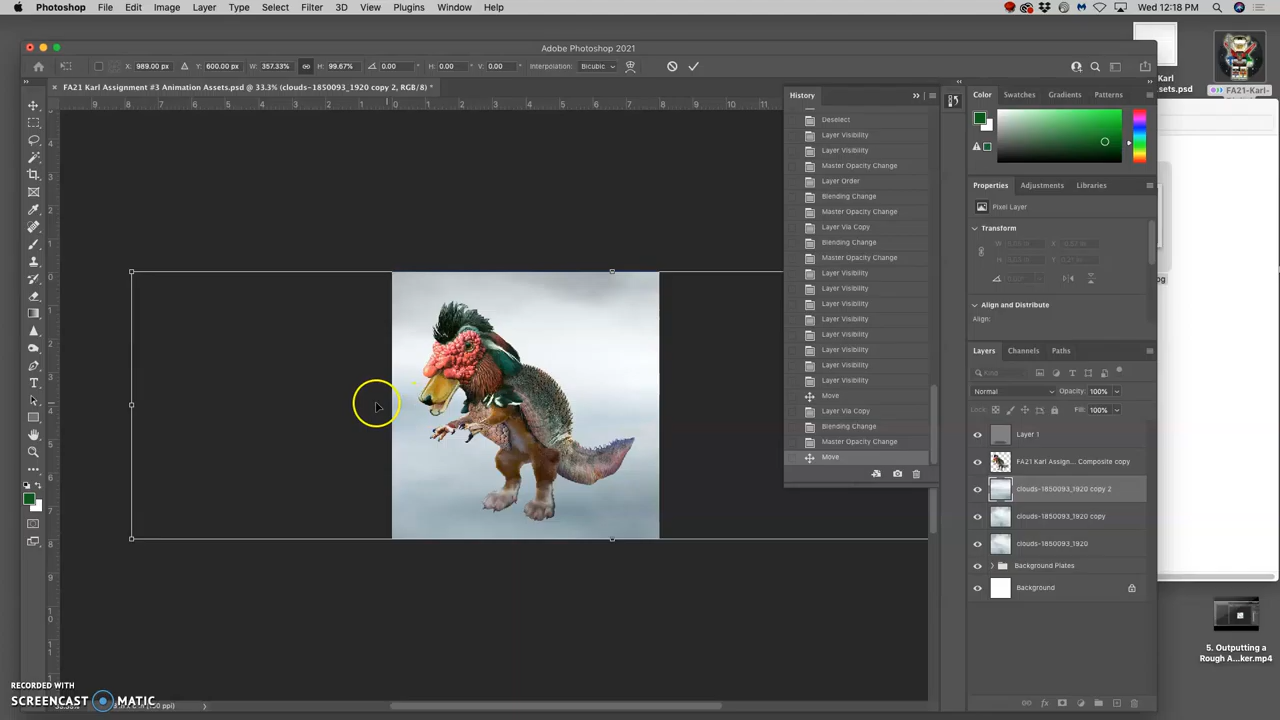 Photoshop File Edit Image Layer Type Select Filter 3D View Plugins Window Help Wed 12:18 PM
Adobe Photoshop 2021
X: 989.00 px Y: 600.00 px W: 357.33% H: 99.67% 0.00 H: 0.00 V: 0.00 Interpolation: Bicubic
FA21 Karl Assignment #3 Animation Assets.psd @ 33.3% (clouds-1850093_1920 copy 2, RGB/8) *
History
Deselect
Layer Visibility
Layer Visibility
Master Opacity Change
Layer Order
Blending Change
Master Opacity Change
Layer Via Copy
Blending Change
Master Opacity Change
Layer Visibility
Layer Visibility
Layer Visibility
Layer Visibility
Layer Visibility
Layer Visibility
Layer Visibility
Layer Visibility
Move
Layer Via Copy
Blending Change
Master Opacity Change
Move
Color Swatches Gradients Patterns
Properties Adjustments Libraries
Pixel Layer
Transform
Align and Distribute
Align:
Layers Channels Paths
Kind
Normal Opacity: 100%
Lock: Fill: 100%
Layer 1
FA21 Karl Assign... Composite copy
clouds-1850093_1920 copy 2
clouds-1850093_1920 copy
clouds-1850093_1920
Background Plates
Background
Karl
sets.psd
FA21-Karl-
5. Outputting a
Rough A...ker.mp4
RECORDED WITH
SCREENCAST MATIC